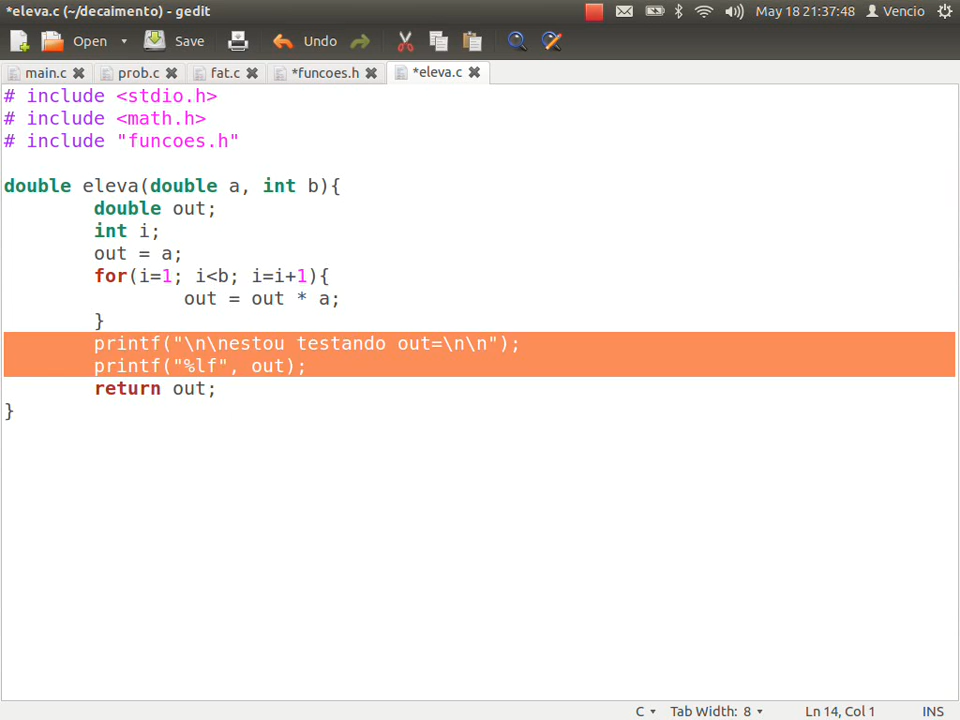 *eleva.c (~/decaimento) - gedit
May 18 21:37:48
Vencio
Open
Save
Undo
main.c
prob.c
fat.c
*funcoes.h
*eleva.c
# include <stdio.h>
# include <math.h>
# include "funcoes.h"
double eleva(double a, int b){
double out;
int i;
out = a;
for(i=1; i<b; i=i+1){
out = out * a;
}
printf("\n\nestou testando out=\n\n");
printf("%lf", out);
return out;
}
C
Tab Width: 8
Ln 14, Col 1
INS